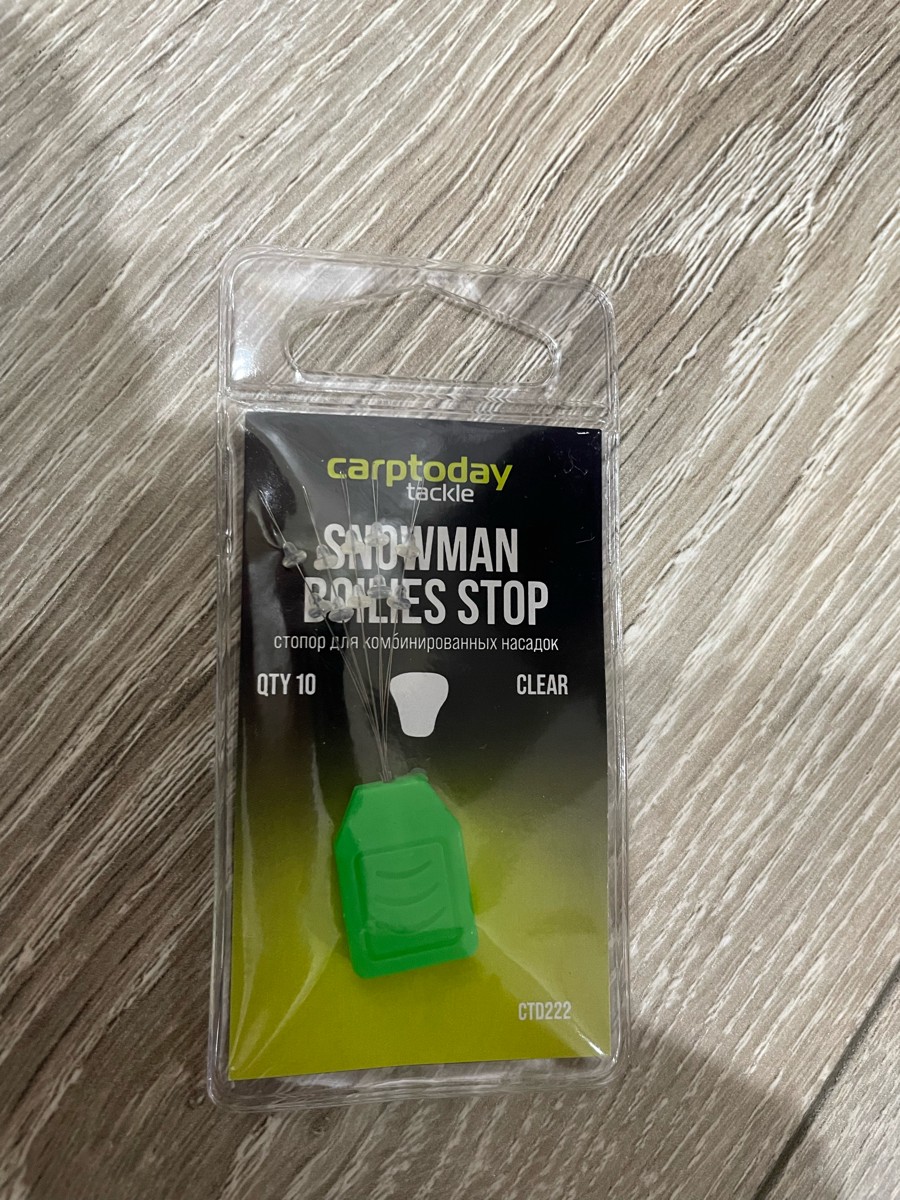 carptoday
tackle
SNOWMAN
BOILIES STOP
стопор для комбинированных насадок
QTY 10
CLEAR
CTD222